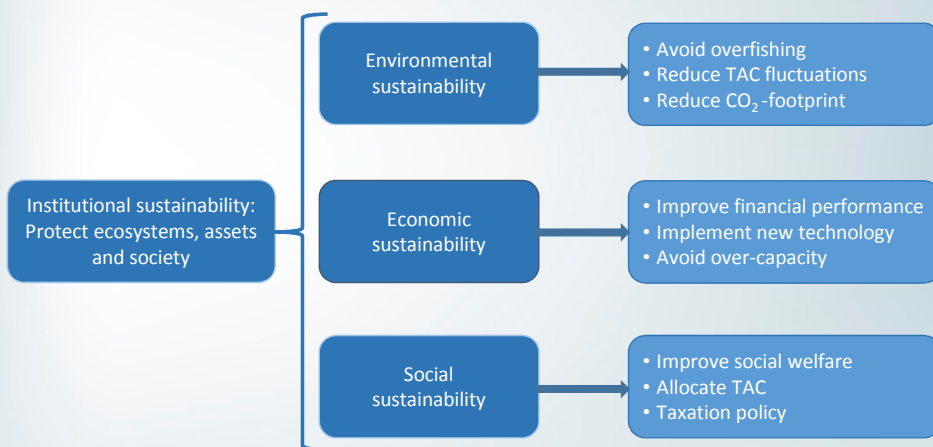 Institutional sustainability:
Protect ecosystems, assets
and society
Environmental
sustainability
• Avoid overfishing
• Reduce TAC fluctuations
• Reduce CO₂-footprint
Economic
sustainability
• Improve financial performance
• Implement new technology
• Avoid over-capacity
Social
sustainability
• Improve social welfare
• Allocate TAC
• Taxation policy